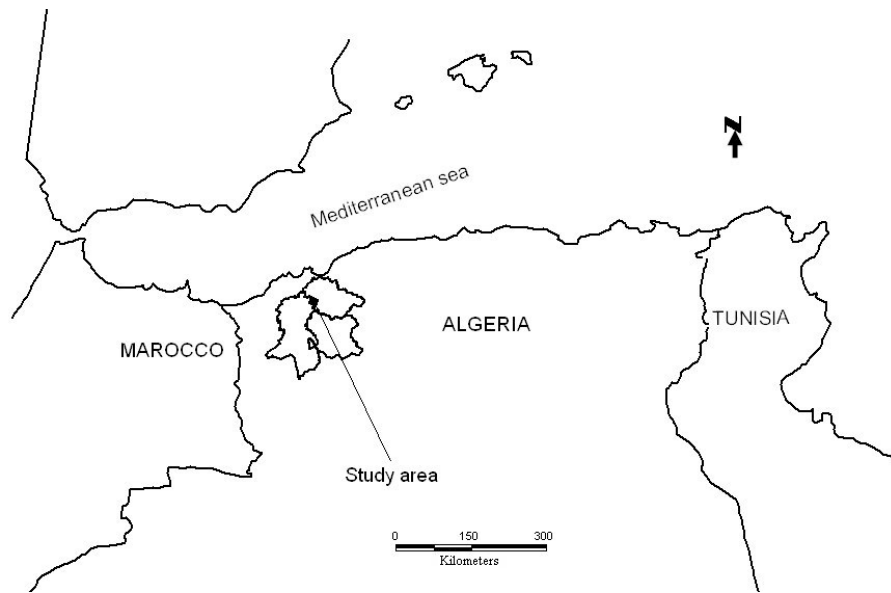 N
Mediterranean sea
ALGERIA
TUNISIA
MAROCCO
Study area
0 150 300
Kilometers